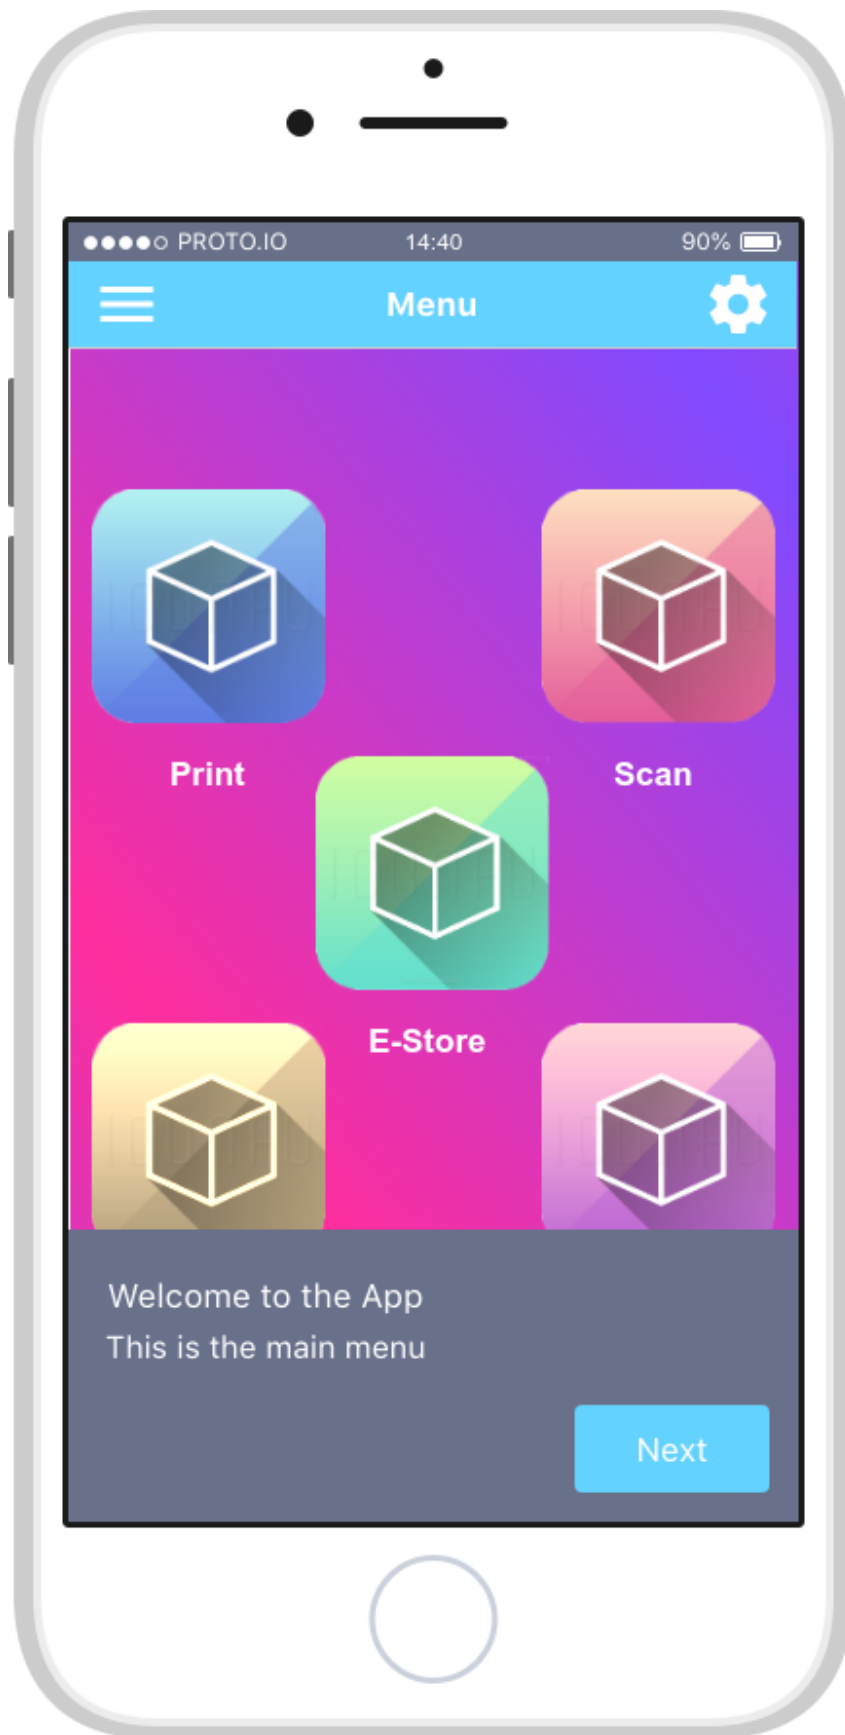 PROTO.IO 14:40 90%
Menu
Print
Scan
E-Store
Welcome to the App
This is the main menu
Next